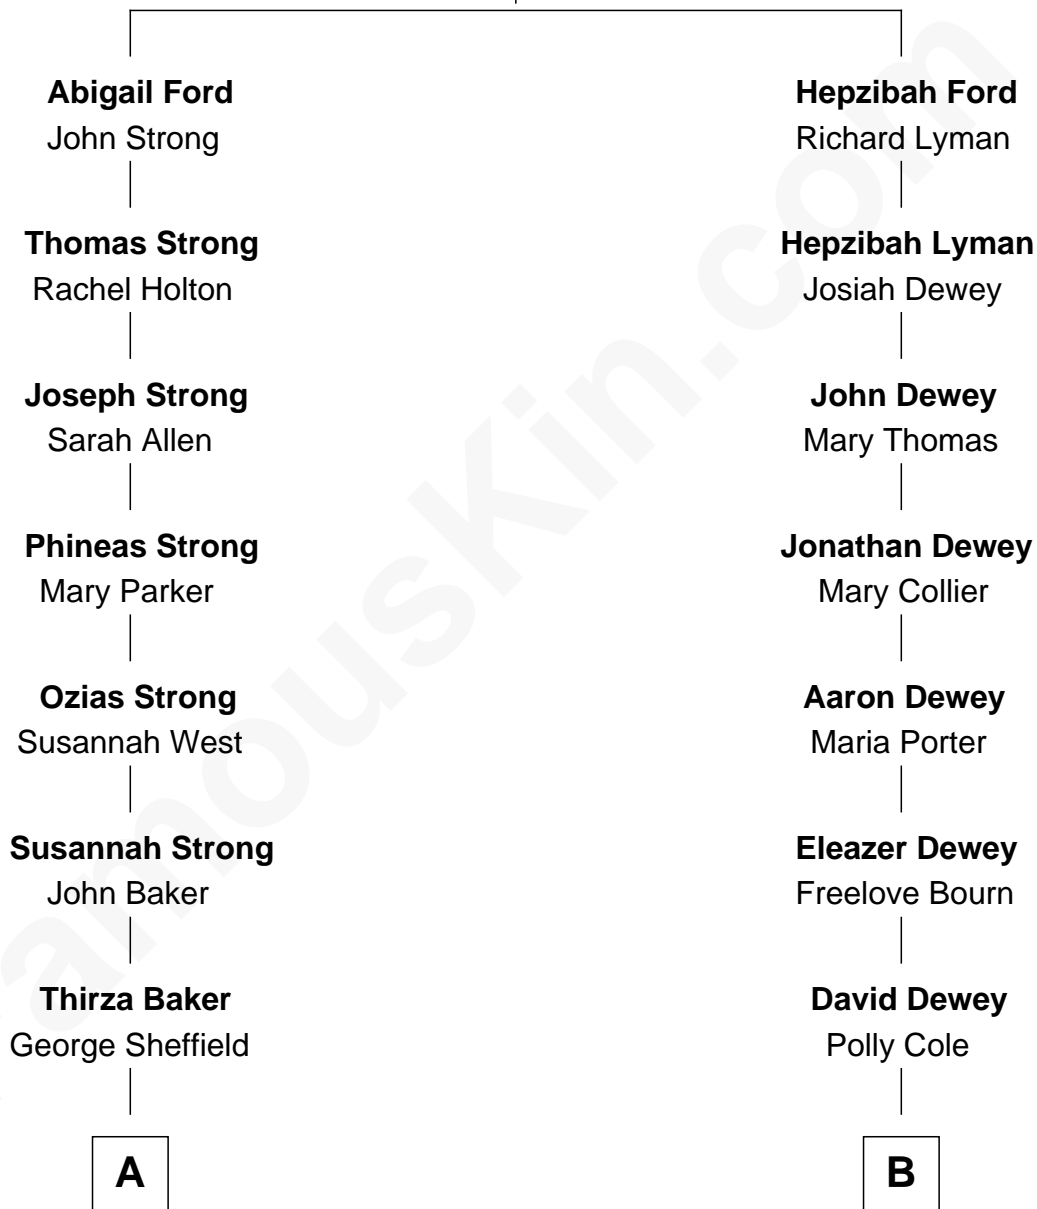 Abigail Ford
John Strong
Thomas Strong
Rachel Holton
Joseph Strong
Sarah Allen
Phineas Strong
Mary Parker
Ozias Strong
Susannah West
Susannah Strong
John Baker
Thirza Baker
George Sheffield
A
Hepzibah Ford
Richard Lyman
Hepzibah Lyman
Josiah Dewey
John Dewey
Mary Thomas
Jonathan Dewey
Mary Collier
Aaron Dewey
Maria Porter
Eleazer Dewey
Freelove Bourn
David Dewey
Polly Cole
B
amousKin.com